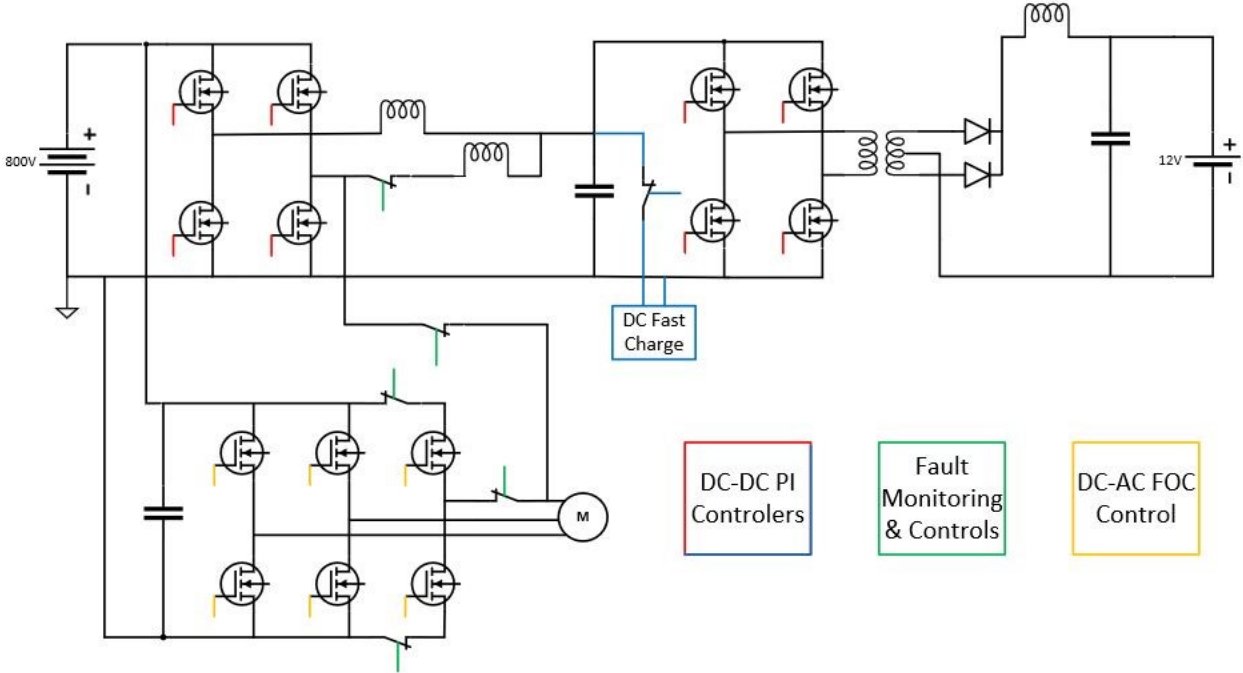 +
800V
-
+
12V
-
DC Fast
Charge
M
DC-DC PI
Controlers
Fault
Monitoring
& Controls
DC-AC FOC
Control